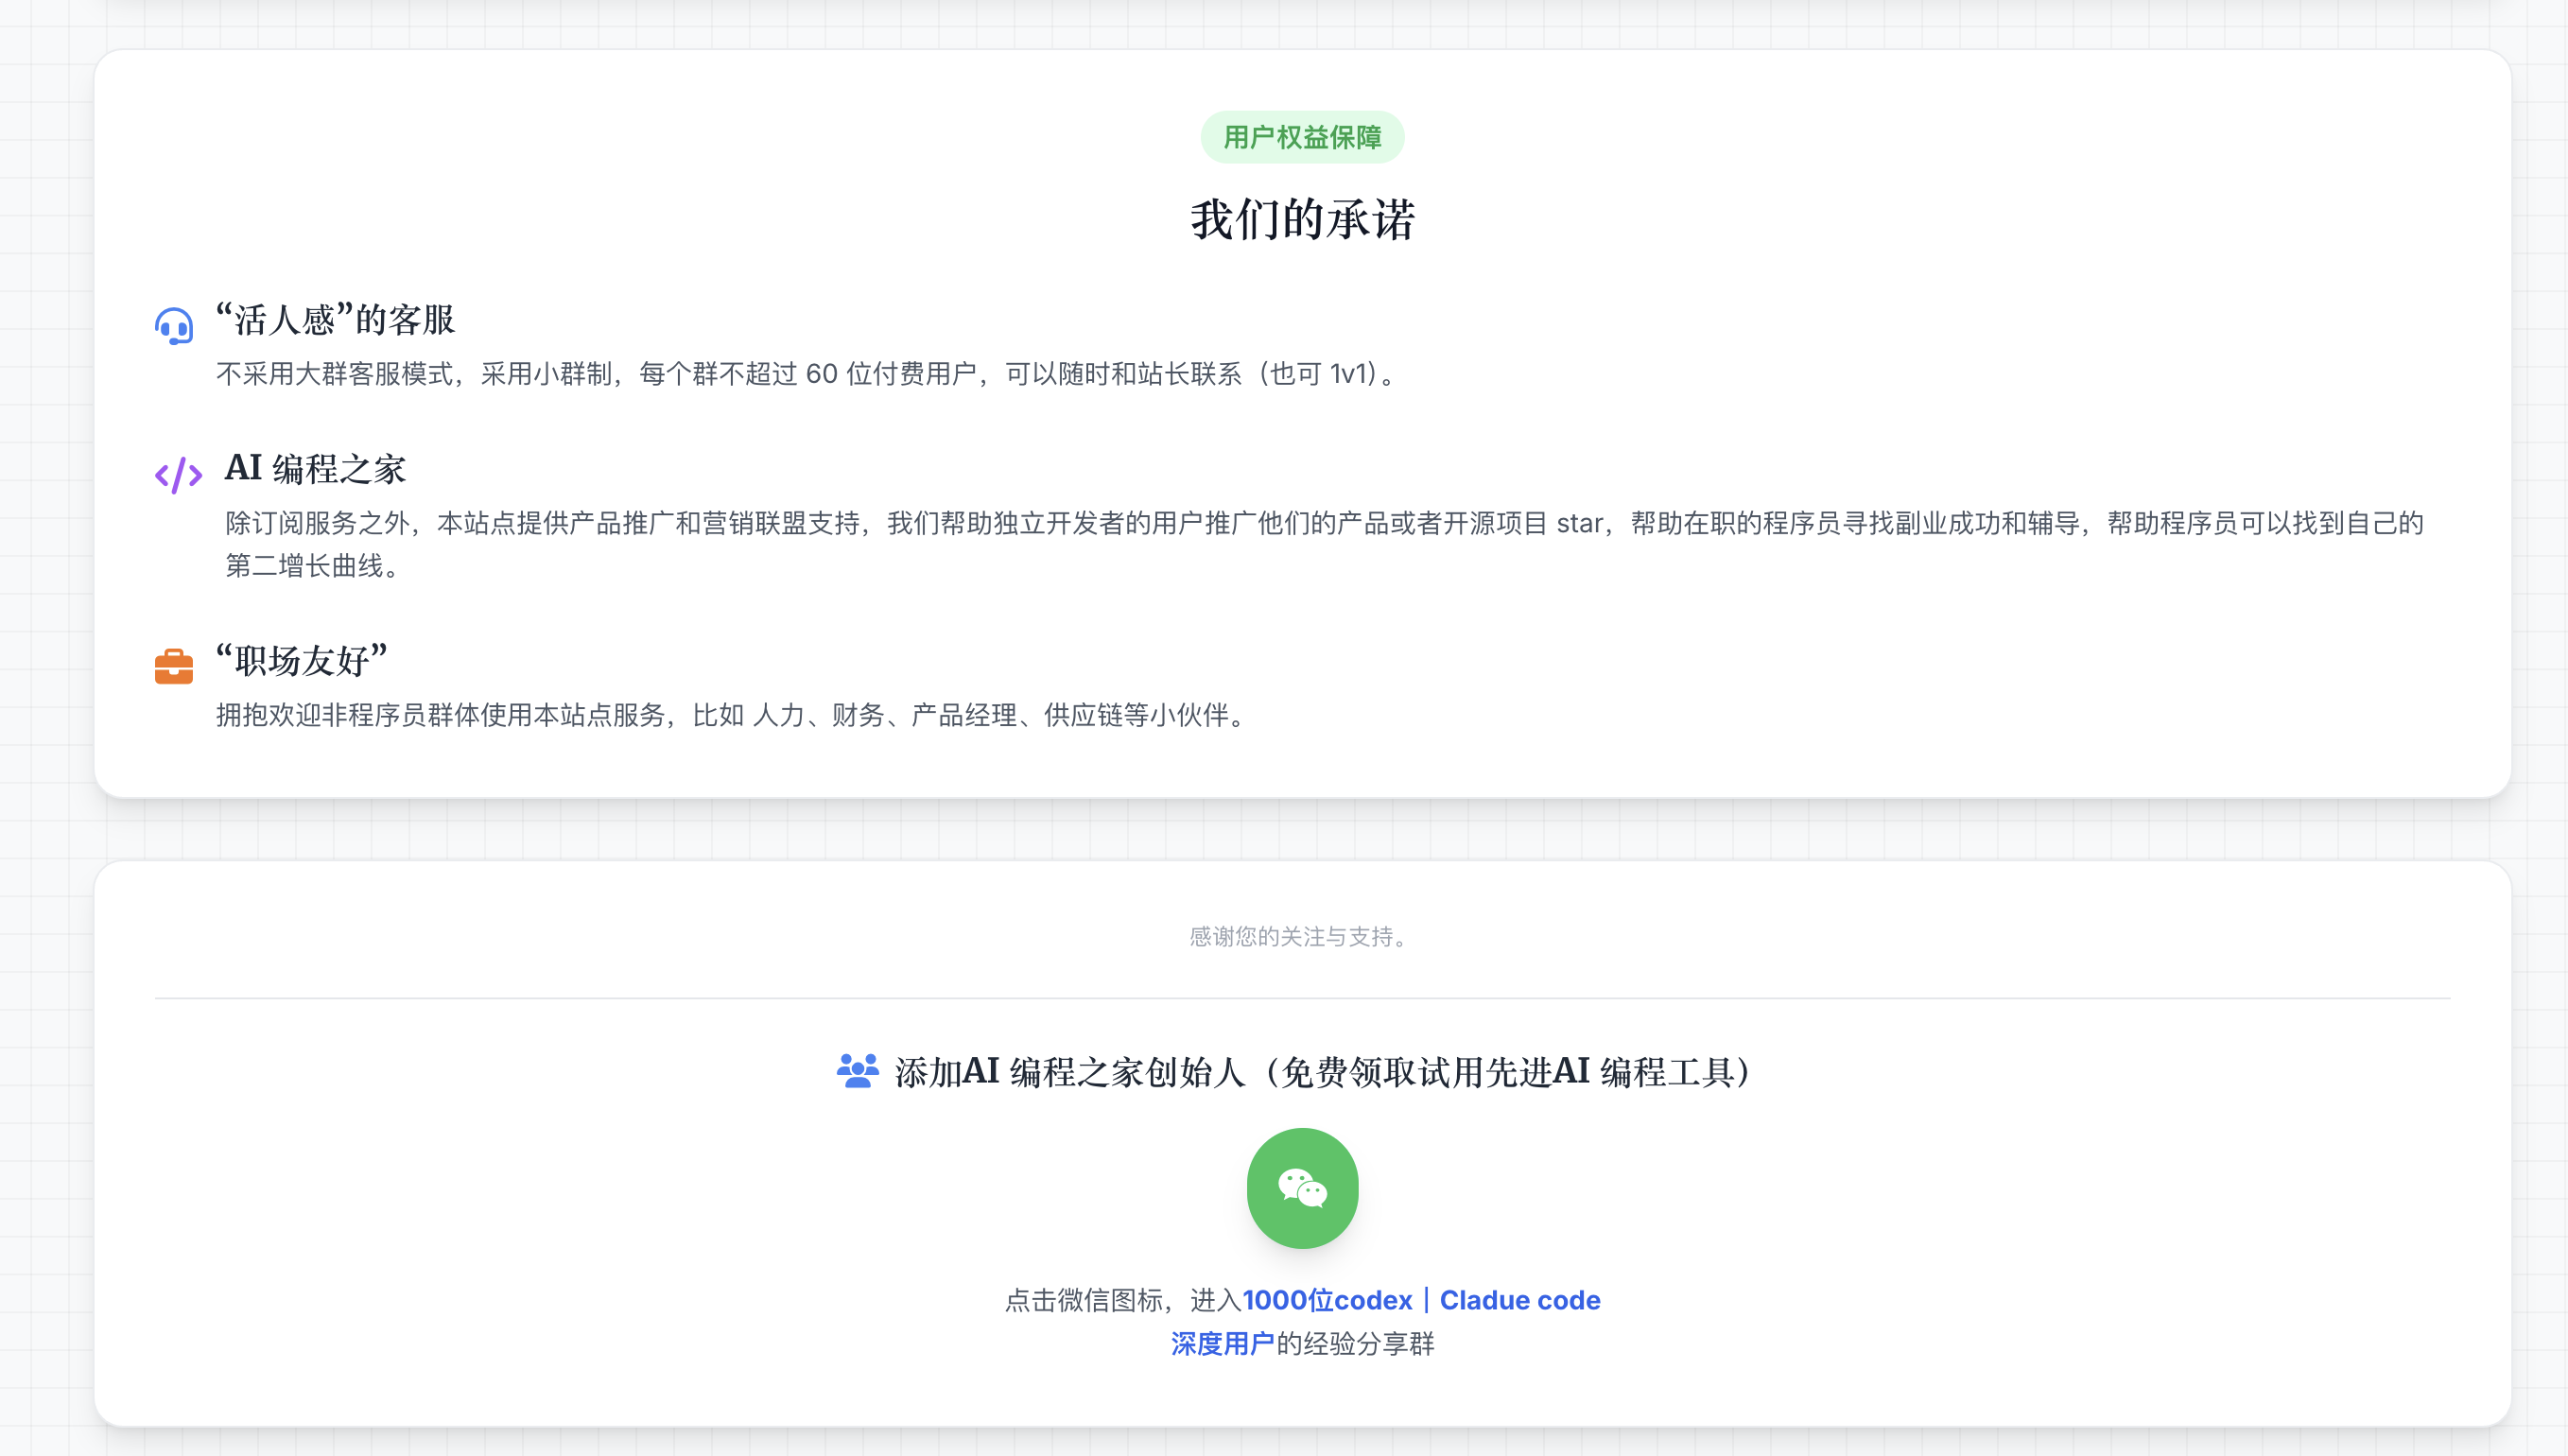 用户权益保障
我们的承诺
“活人感”的客服
不采用大群客服模式，采用小群制，每个群不超过 60 位付费用户，可以随时和站长联系（也可 1v1）。
AI 编程之家
除订阅服务之外，本站点提供产品推广和营销联盟支持，我们帮助独立开发者的用户推广他们的产品或者开源项目 star，帮助在职的程序员寻找副业成功和辅导，帮助程序员可以找到自己的
第二增长曲线。
“职场友好”
拥抱欢迎非程序员群体使用本站点服务，比如 人力、财务、产品经理、供应链等小伙伴。
感谢您的关注与支持。
添加AI 编程之家创始人（免费领取试用先进AI 编程工具）
点击微信图标，进入1000位codex｜Cladue code
深度用户的经验分享群